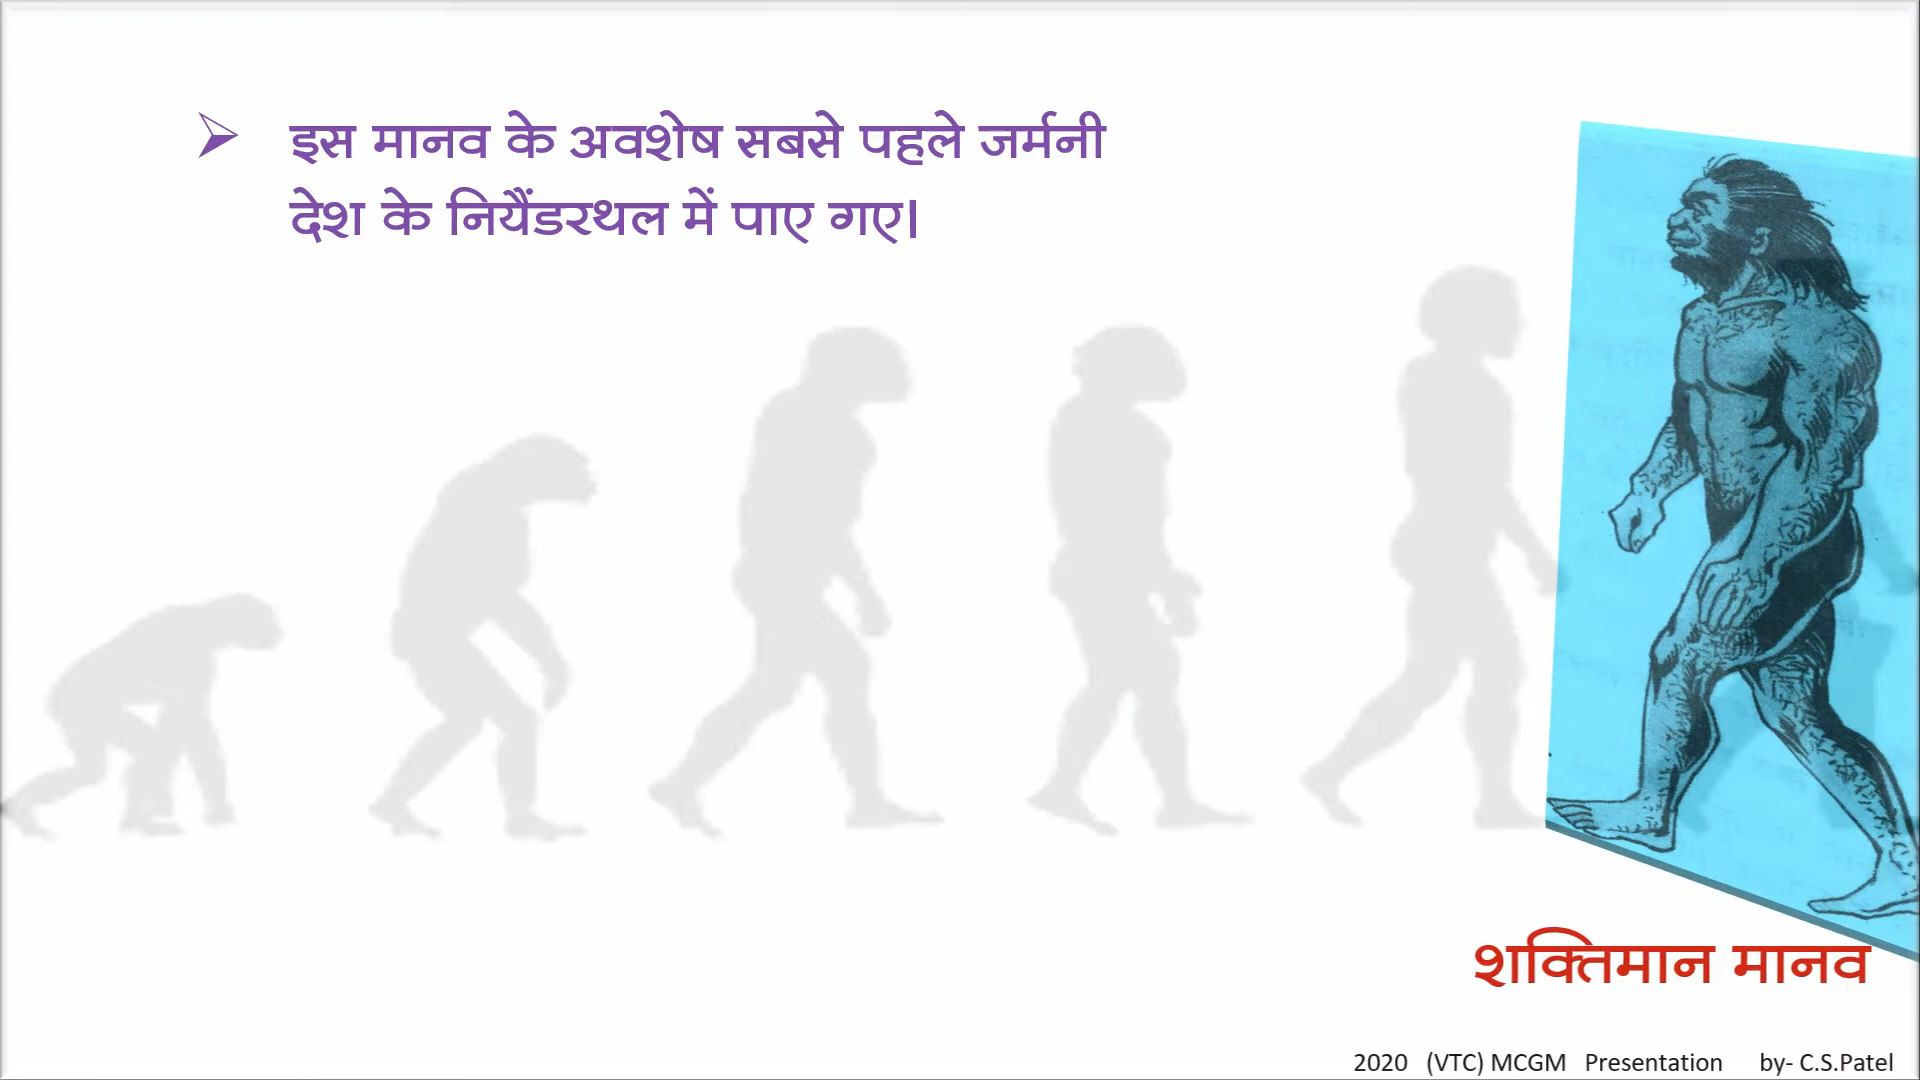 ➢ इस मानव के अवशेष सबसे पहले जर्मनी
देश के नियैंडरथल में पाए गए।
शक्तिमान मानव
2020 (VTC) MCGM Presentation by- C.S.Patel